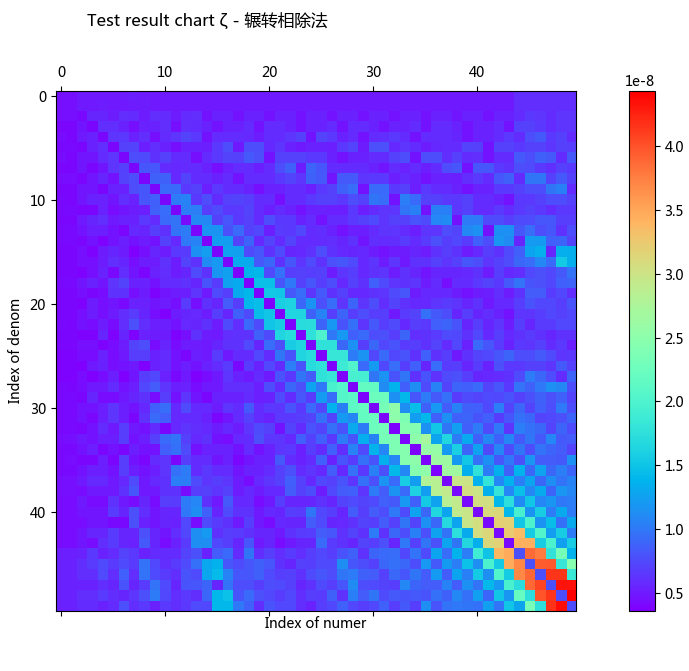 Test result chart ζ - 辗转相除法
0 10 20 30 40
1e-8
0
10
20
30
40
Index of denom
Index of numer
4.0
3.5
3.0
2.5
2.0
1.5
1.0
0.5